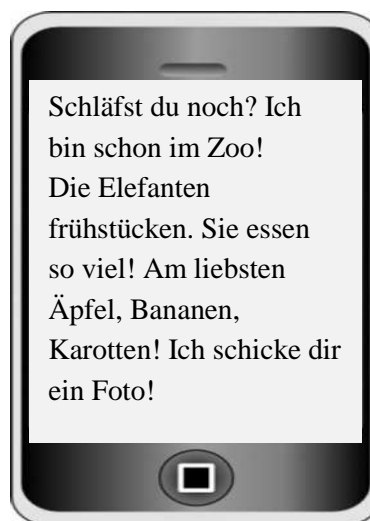 Schläfst du noch? Ich
bin schon im Zoo!
Die Elefanten
frühstücken. Sie essen
so viel! Am liebsten
Äpfel, Bananen,
Karotten! Ich schicke dir
ein Foto!